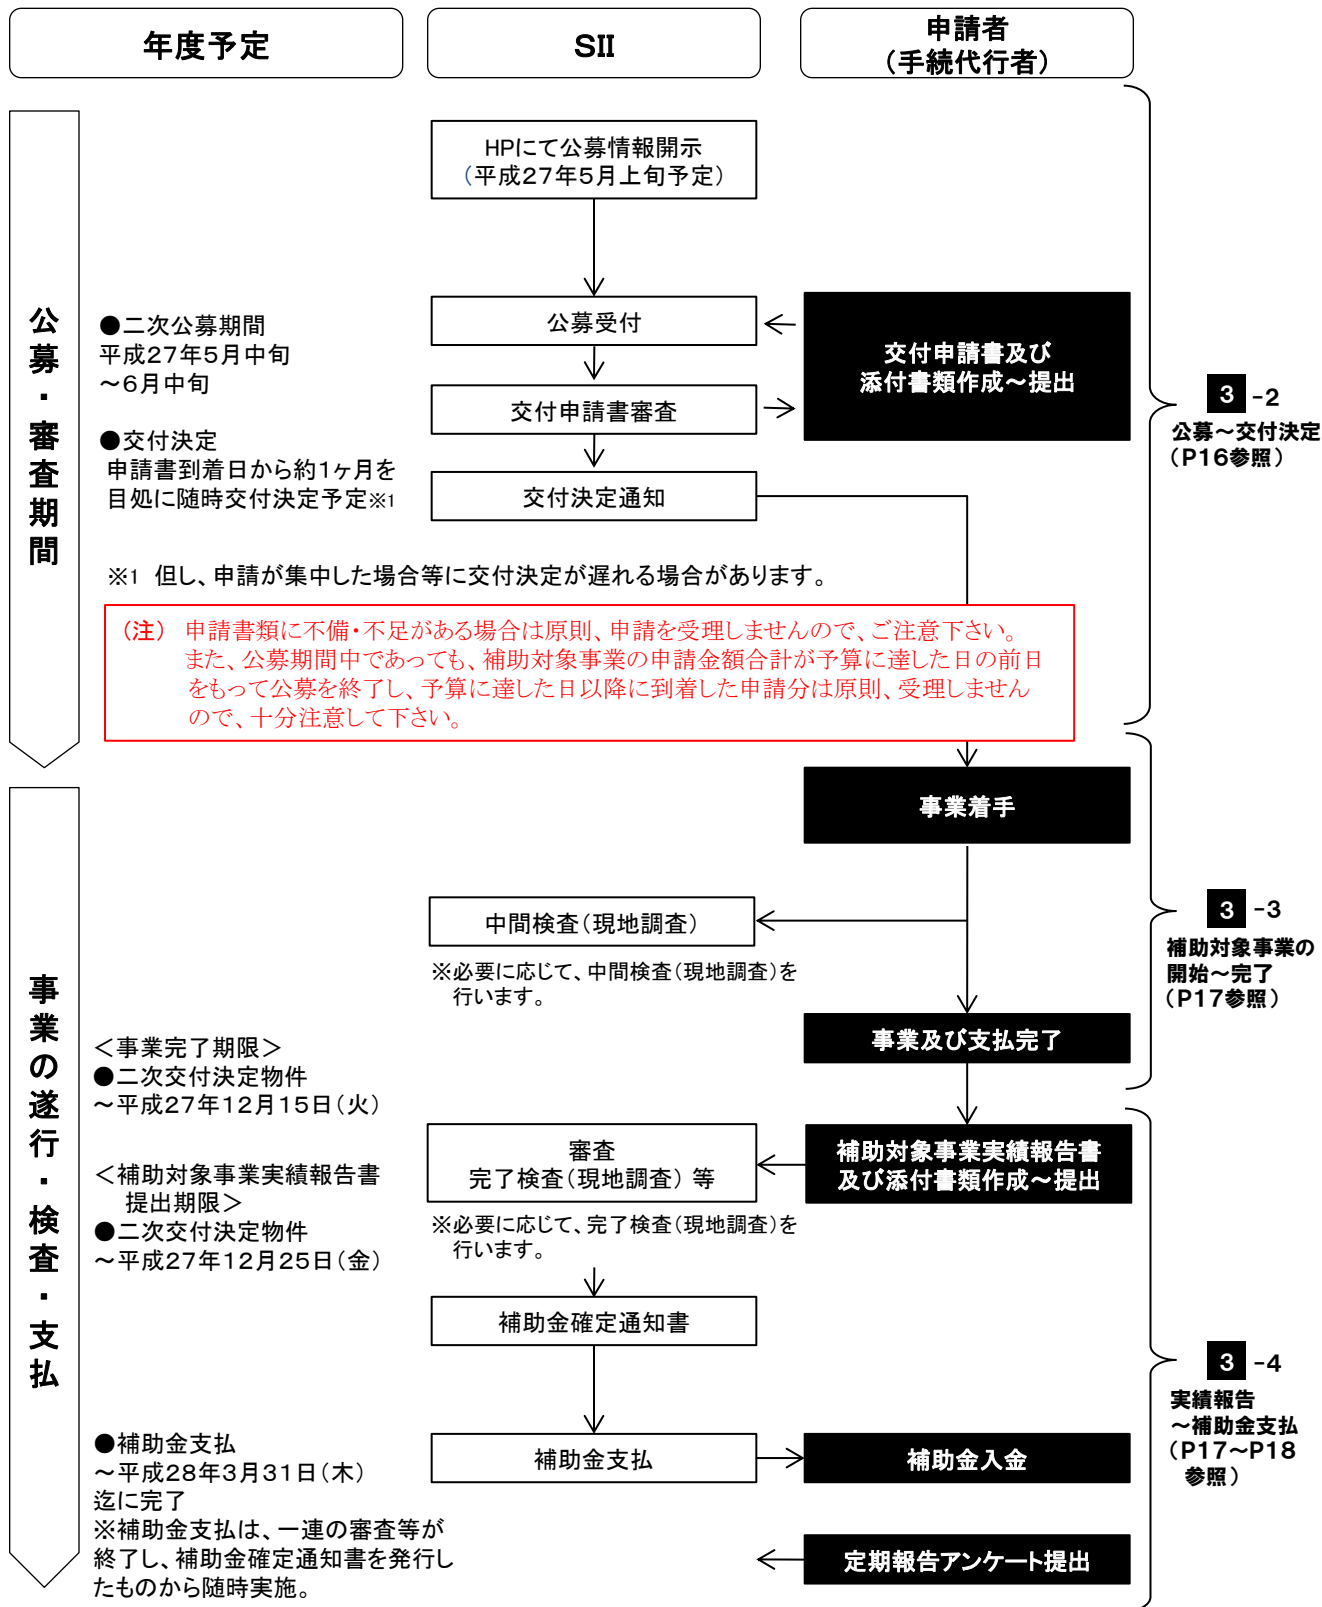 年度予定
SII
申請者
(手続代行者)
公募・審査期間
HPにて公募情報開示
(平成27年5月上旬予定)
公募受付
交付申請書及び
添付書類作成～提出
交付申請書審査
交付決定通知
●二次公募期間
平成27年5月中旬
～6月中旬
●交付決定
申請書到着日から約1ヶ月を
目処に随時交付決定予定※1
※1 但し、申請が集中した場合等に交付決定が遅れる場合があります。
(注) 申請書類に不備・不足がある場合は原則、申請を受理しませんので、ご注意下さい。
また、公募期間中であっても、補助対象事業の申請金額合計が予算に達した日の前日
をもって公募を終了し、予算に達した日以降に到着した申請分は原則、受理しません
ので、十分注意して下さい。
3 -2
公募～交付決定
(P16参照)
事業の遂行・検査・支払
事業着手
中間検査(現地調査)
※必要に応じて、中間検査(現地調査)を
行います。
事業及び支払完了
3 -3
補助対象事業の
開始～完了
(P17参照)
＜事業完了期限＞
●二次交付決定物件
～平成27年12月15日(火)
＜補助対象事業実績報告書
提出期限＞
●二次交付決定物件
～平成27年12月25日(金)
審査
完了検査(現地調査) 等
補助対象事業実績報告書
及び添付書類作成～提出
※必要に応じて、完了検査(現地調査)を
行います。
補助金確定通知書
補助金支払
補助金入金
●補助金支払
～平成28年3月31日(木)
迄に完了
※補助金支払は、一連の審査等が
終了し、補助金確定通知書を発行し
たものから随時実施。
定期報告アンケート提出
3 -4
実績報告
～補助金支払
(P17～P18
参照)